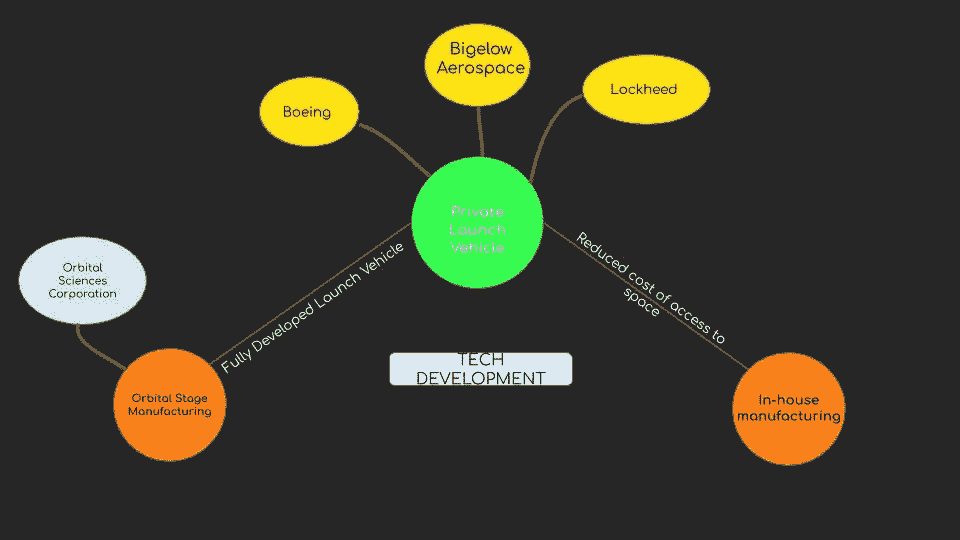 Bigelow
Aerospace
Boeing
Lockheed
Private
Launch
Vehicle
Orbital
Sciences
Corporation
Fully Developed Launch Vehicle
Reduced cost of access to
space
TECH
DEVELOPMENT
Orbital Stage
Manufacturing
In-house
manufacturing